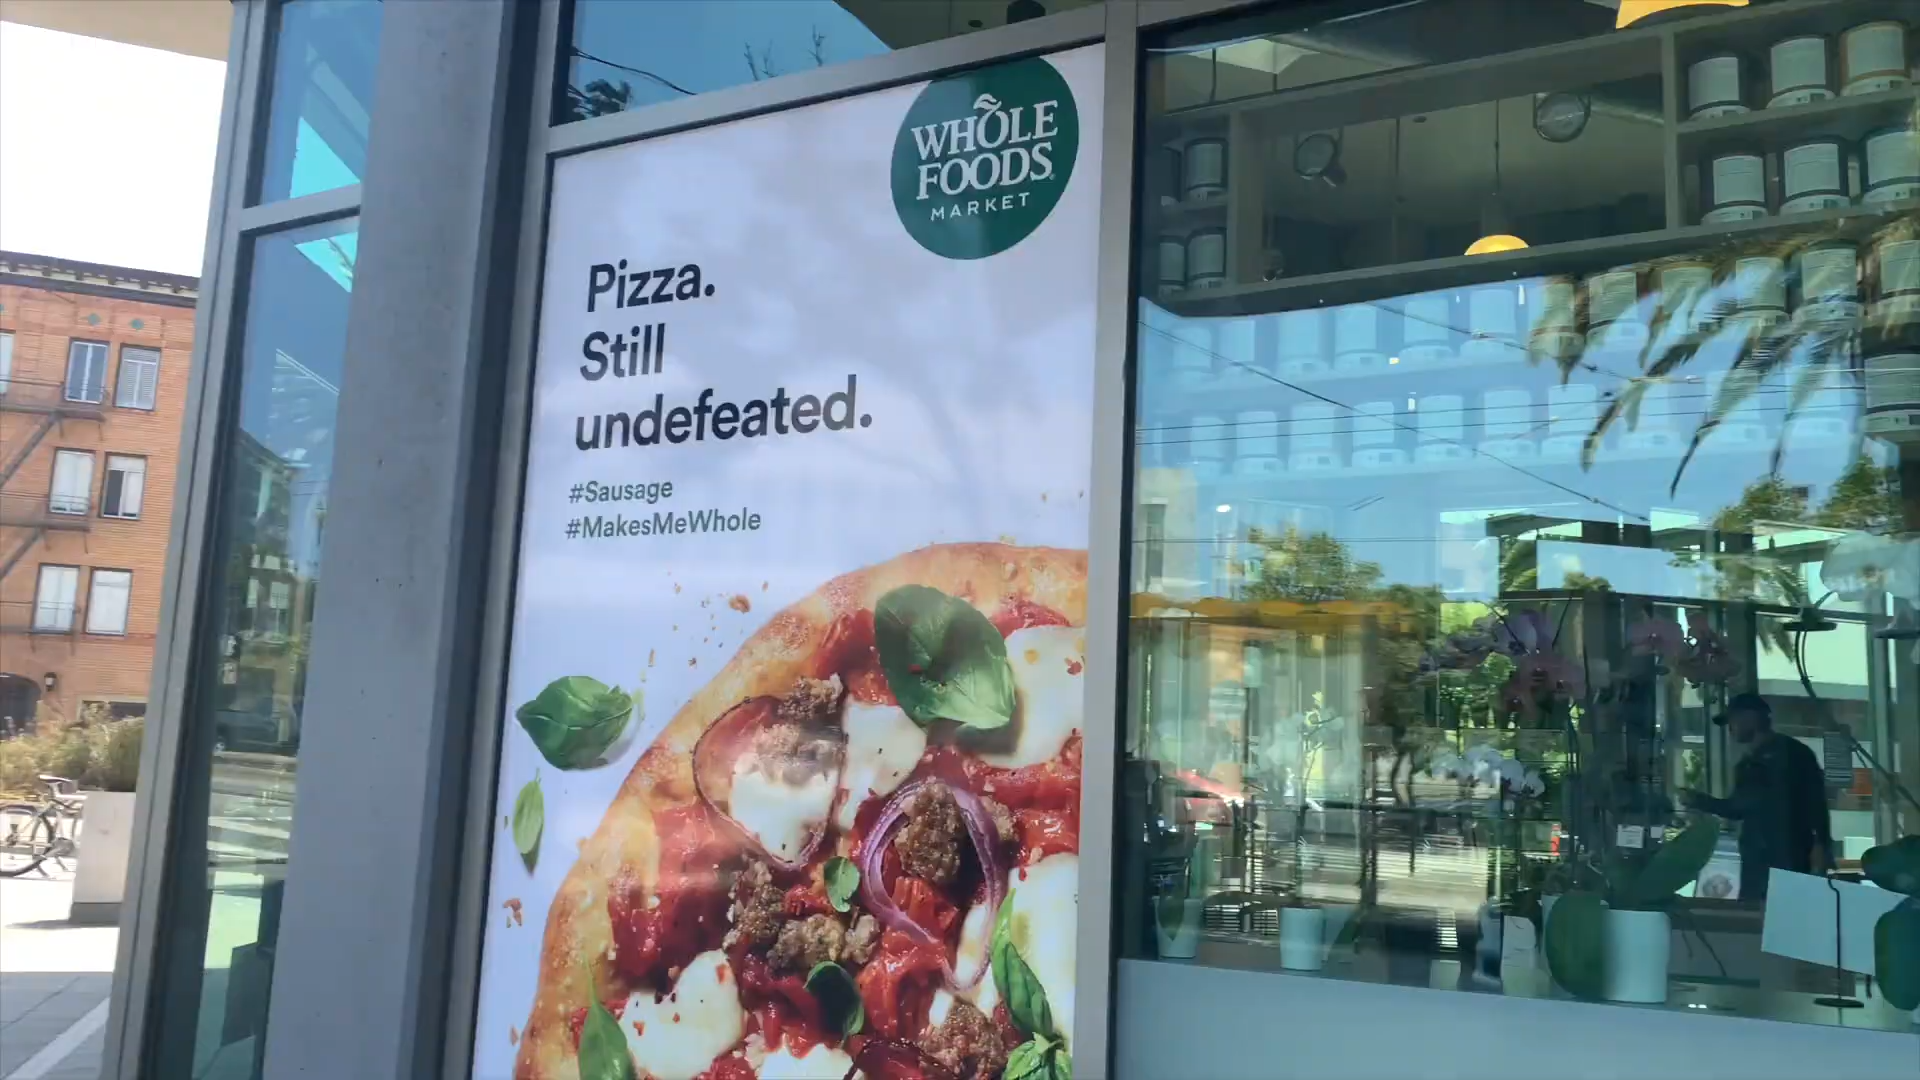 WHOLE
FOODS
MARKET
Pizza.
Still
undefeated.
#Sausage
#MakesMeWhole